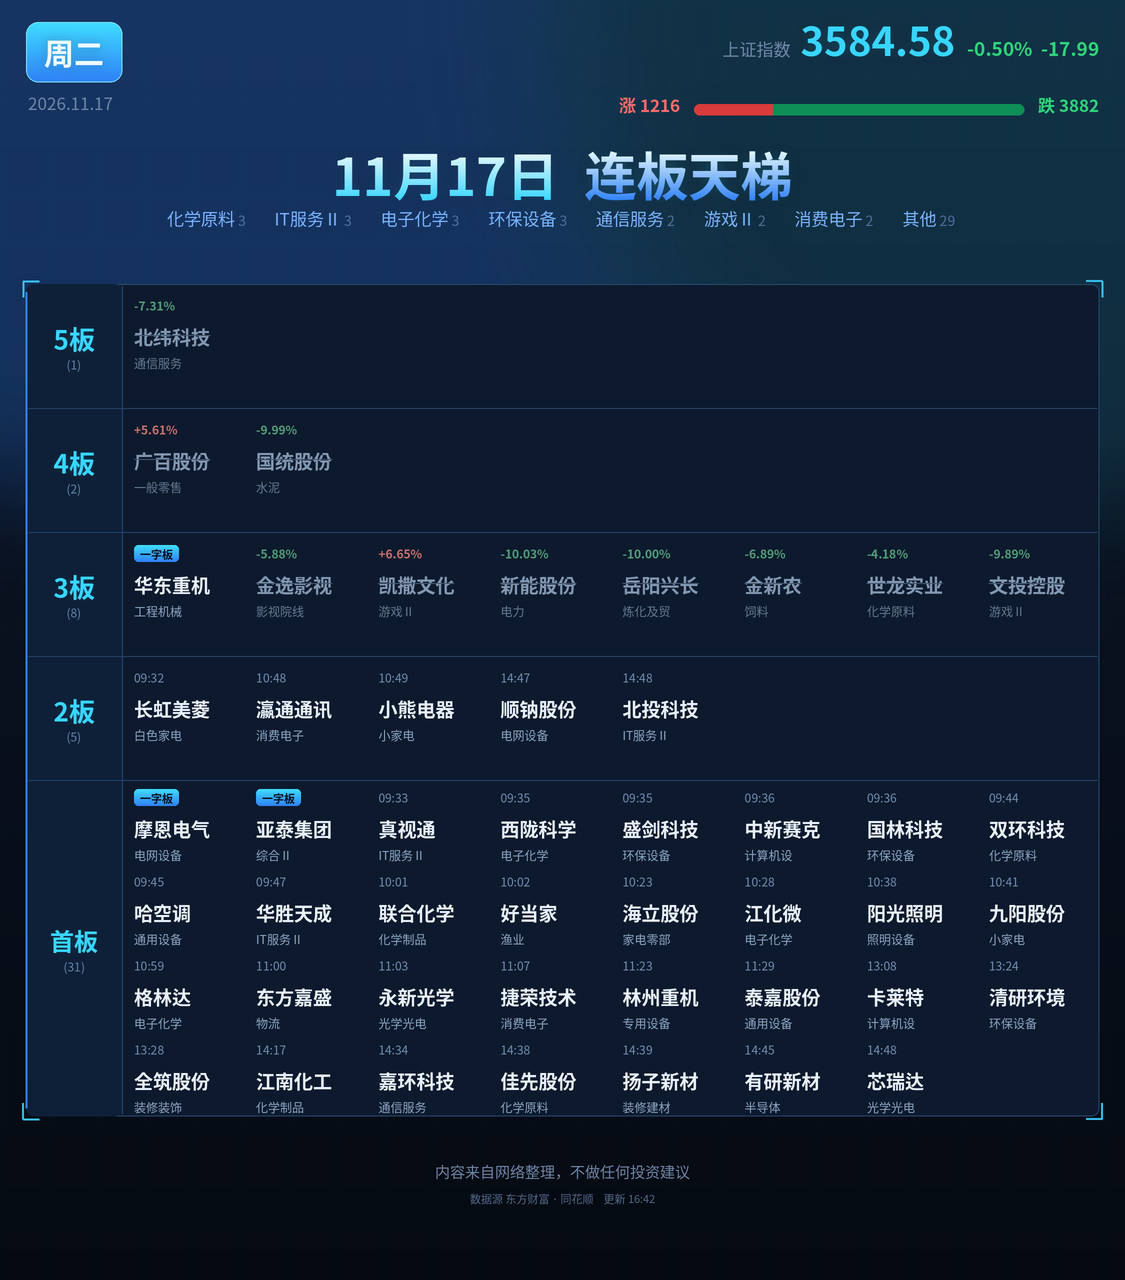 周二
上证指数 3584.58 -0.50% -17.99
2026.11.17
涨 1216 跌 3882
11月17日 连板天梯
化学原料 3 IT服务Ⅱ 3 电子化学 3 环保设备 3 通信服务 2 游戏Ⅱ 2 消费电子 2 其他 29
5板
(1)
-7.31%
北纬科技
通信服务
4板
(2)
+5.61% -9.99%
广百股份 国统股份
一般零售 水泥
3板
(8)
一字板 -5.88% +6.65% -10.03% -10.00% -6.89% -4.18% -9.89%
华东重机 金逸影视 凯撒文化 新能股份 岳阳兴长 金新农 世龙实业 文投控股
工程机械 影视院线 游戏Ⅱ 电力 炼化及贸 饲料 化学原料 游戏Ⅱ
2板
(5)
09:32 10:48 10:49 14:47 14:48
长虹美菱 瀛通通讯 小熊电器 顺钠股份 北投科技
白色家电 消费电子 小家电 电网设备 IT服务Ⅱ
首板
(31)
一字板 一字板 09:33 09:35 09:35 09:36 09:36 09:44
摩恩电气 亚泰集团 真视通 西陇科学 盛剑科技 中新赛克 国林科技 双环科技
电网设备 综合Ⅱ IT服务Ⅱ 电子化学 环保设备 计算机设 环保设备 化学原料
09:45 09:47 10:01 10:02 10:23 10:28 10:38 10:41
哈空调 华胜天成 联合化学 好当家 海立股份 江化微 阳光照明 九阳股份
通用设备 IT服务Ⅱ 化学制品 渔业 家电零部 电子化学 照明设备 小家电
10:59 11:00 11:03 11:07 11:23 11:29 13:08 13:24
格林达 东方嘉盛 永新光学 捷荣技术 林州重机 泰嘉股份 卡莱特 清研环境
电子化学 物流 光学光电 消费电子 专用设备 通用设备 计算机设 环保设备
13:28 14:17 14:34 14:38 14:39 14:45 14:48
全筑股份 江南化工 嘉环科技 佳先股份 扬子新材 有研新材 芯瑞达
装修装饰 化学制品 通信服务 化学原料 装修建材 半导体 光学光电
内容来自网络整理，不做任何投资建议
数据源 东方财富 · 同花顺 更新 16:42